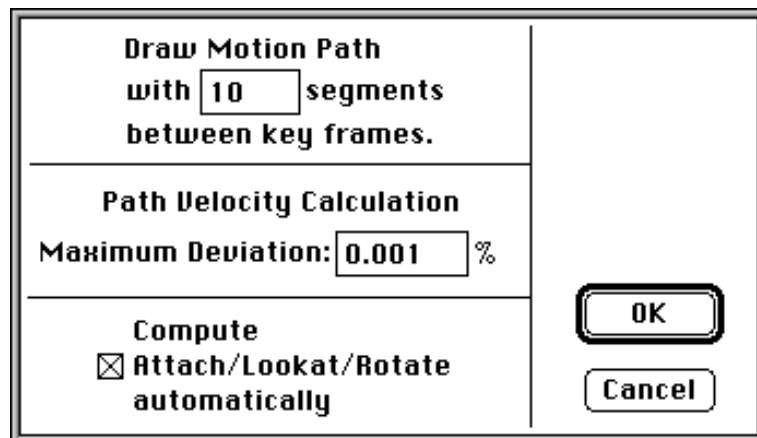 Draw Motion Path
with 10 segments
between key frames.
Path Velocity Calculation
Maximum Deviation: 0.001 %
Compute
Attach/Lookat/Rotate
automatically
OK
Cancel